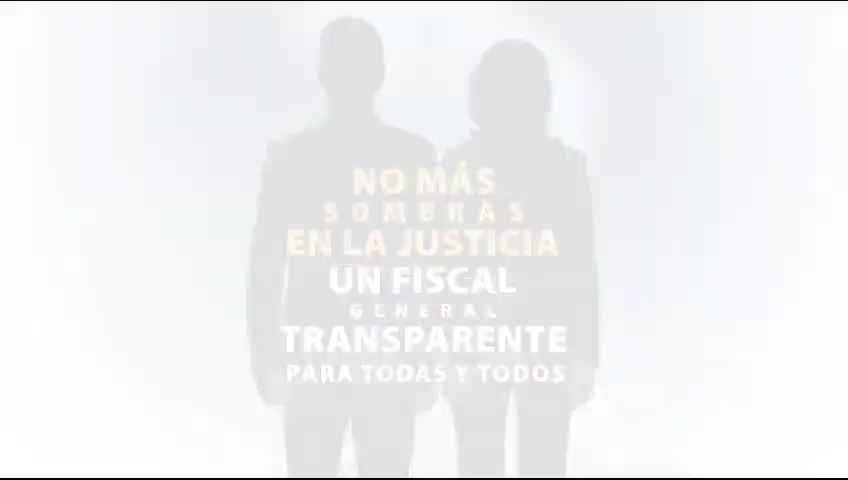 NO MÁS
SOMBRAS
EN LA JUSTICIA
UN FISCAL
GENERAL
TRANSPARENTE
PARA TODAS Y TODOS